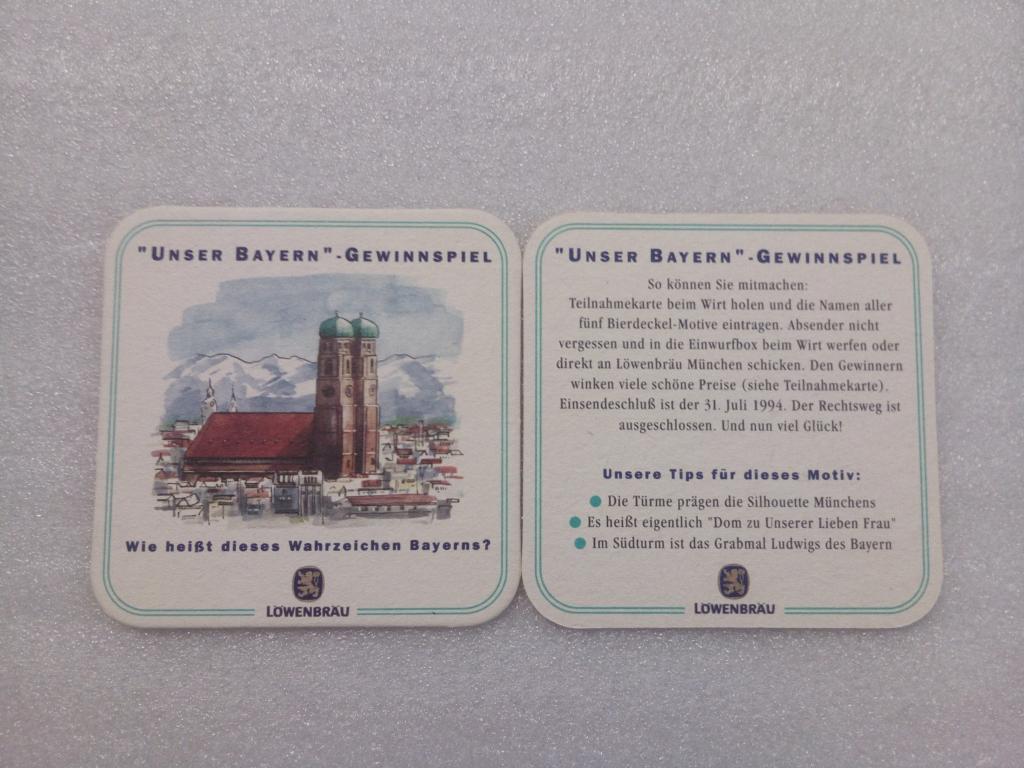 "UNSER BAYERN"-GEWINNSPIEL
Wie heißt dieses Wahrzeichen Bayerns?
LÖWENBRÄU
"UNSER BAYERN"-GEWINNSPIEL
So können Sie mitmachen:
Teilnahmekarte beim Wirt holen und die Namen aller
fünf Bierdeckel-Motive eintragen. Absender nicht
vergessen und in die Einwurfbox beim Wirt werfen oder
direkt an Löwenbräu München schicken. Den Gewinnern
winken viele schöne Preise (siehe Teilnahmekarte).
Einsendeschluß ist der 31. Juli 1994. Der Rechtsweg ist
ausgeschlossen. Und nun viel Glück!
Unsere Tips für dieses Motiv:
● Die Türme prägen die Silhouette Münchens
● Es heißt eigentlich "Dom zu Unserer Lieben Frau"
● Im Südturm ist das Grabmal Ludwigs des Bayern
LÖWENBRÄU